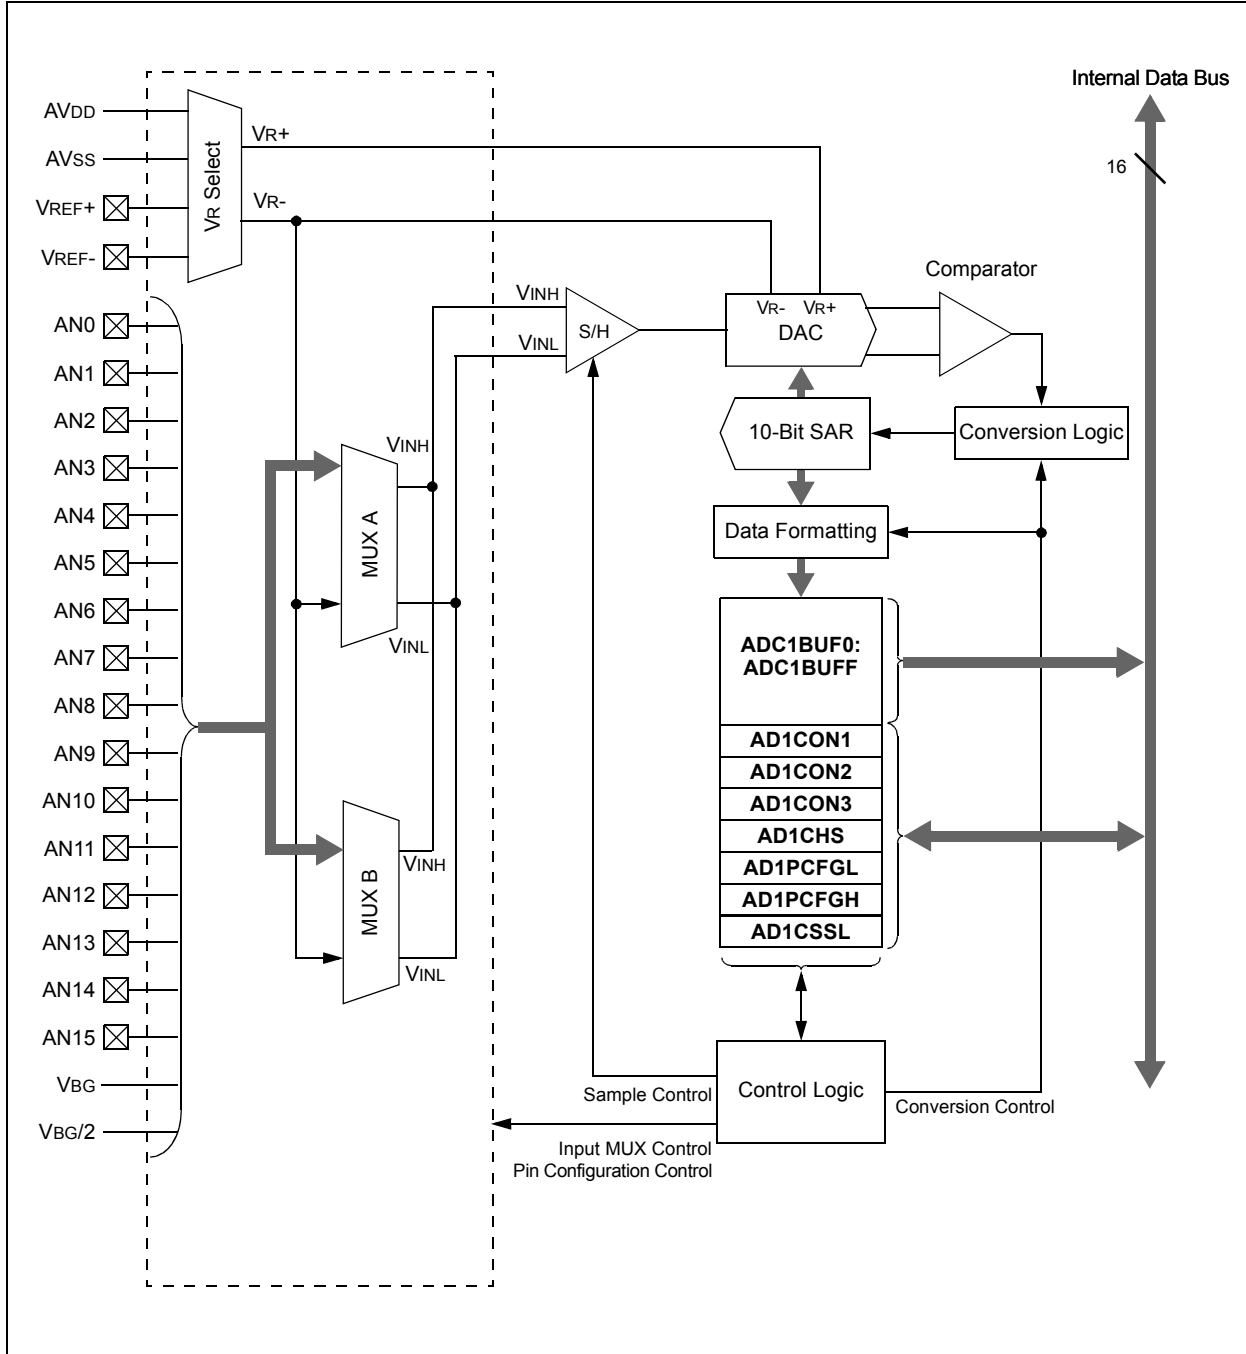 Internal Data Bus
16
AVDD
AVSS
VREF+
VREF-
VR Select
VR+
VR-
AN0
AN1
AN2
AN3
AN4
AN5
AN6
AN7
AN8
AN9
AN10
AN11
AN12
AN13
AN14
AN15
VBG
VBG/2
VINH
MUX A
VINL
VINH
MUX B
VINL
VINH
VINL
S/H
VR- VR+
DAC
Comparator
10-Bit SAR
Conversion Logic
Data Formatting
ADC1BUF0:
ADC1BUFF
AD1CON1
AD1CON2
AD1CON3
AD1CHS
AD1PCFGL
AD1PCFGH
AD1CSSL
Control Logic
Sample Control
Conversion Control
Input MUX Control
Pin Configuration Control